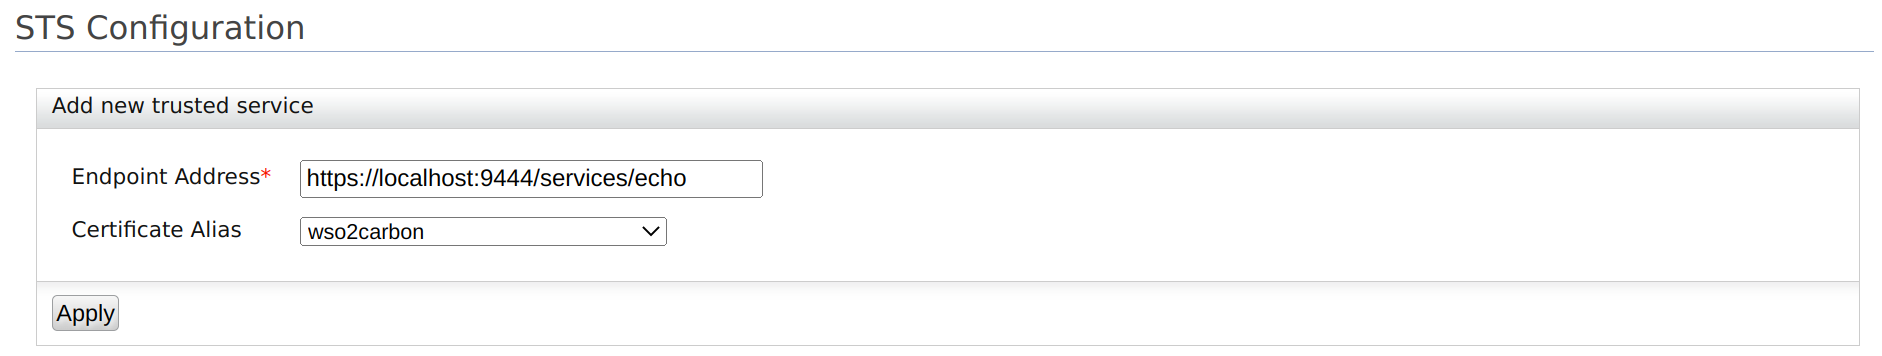 STS Configuration
Add new trusted service
Endpoint Address* https://localhost:9444/services/echo
Certificate Alias wso2carbon
Apply